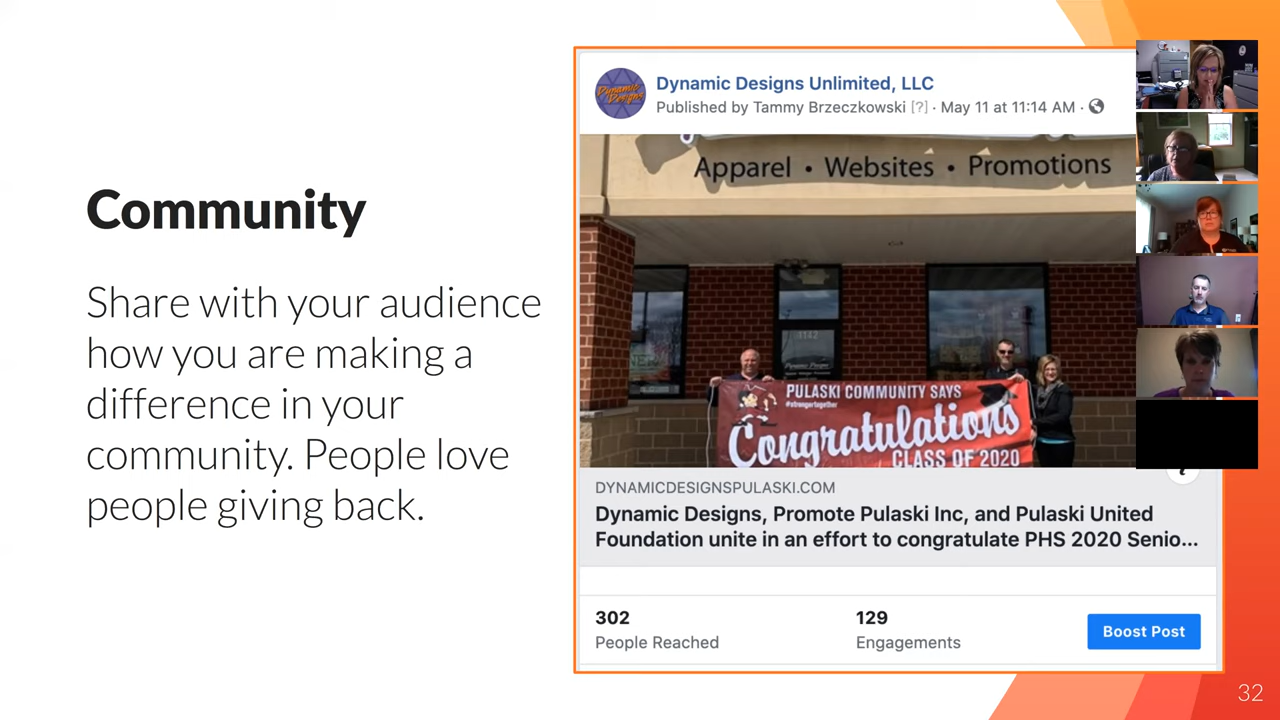 Community
Share with your audience
how you are making a
difference in your
community. People love
people giving back.
Dynamic Designs
Dynamic Designs Unlimited, LLC
Published by Tammy Brzeczkowski [?] · May 11 at 11:14 AM ·
Apparel • Websites • Promotions
1142
PULASKI COMMUNITY SAYS
#strongertogether
Congratulations
CLASS OF 2020
DYNAMICDESIGNSPULASKI.COM
Dynamic Designs, Promote Pulaski Inc, and Pulaski United
Foundation unite in an effort to congratulate PHS 2020 Senio...
302
People Reached
129
Engagements
Boost Post
32